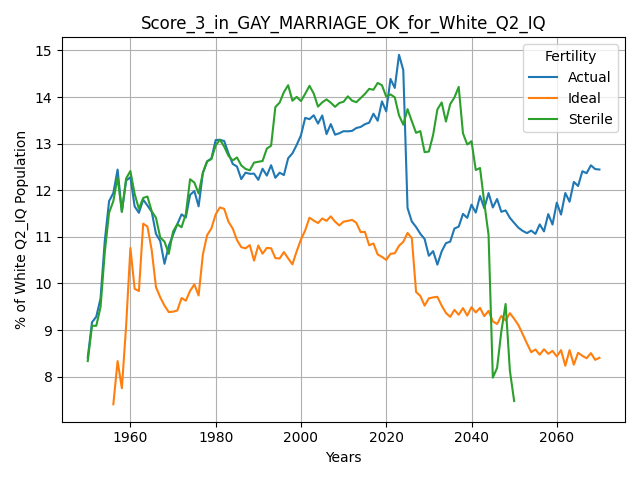 Score_3_in_GAY_MARRIAGE_OK_for_White_Q2_IQ
% of White Q2_IQ Population
15
14
13
12
11
10
9
8
Fertility
Actual
Ideal
Sterile
1960
1980
2000
2020
2040
2060
Years